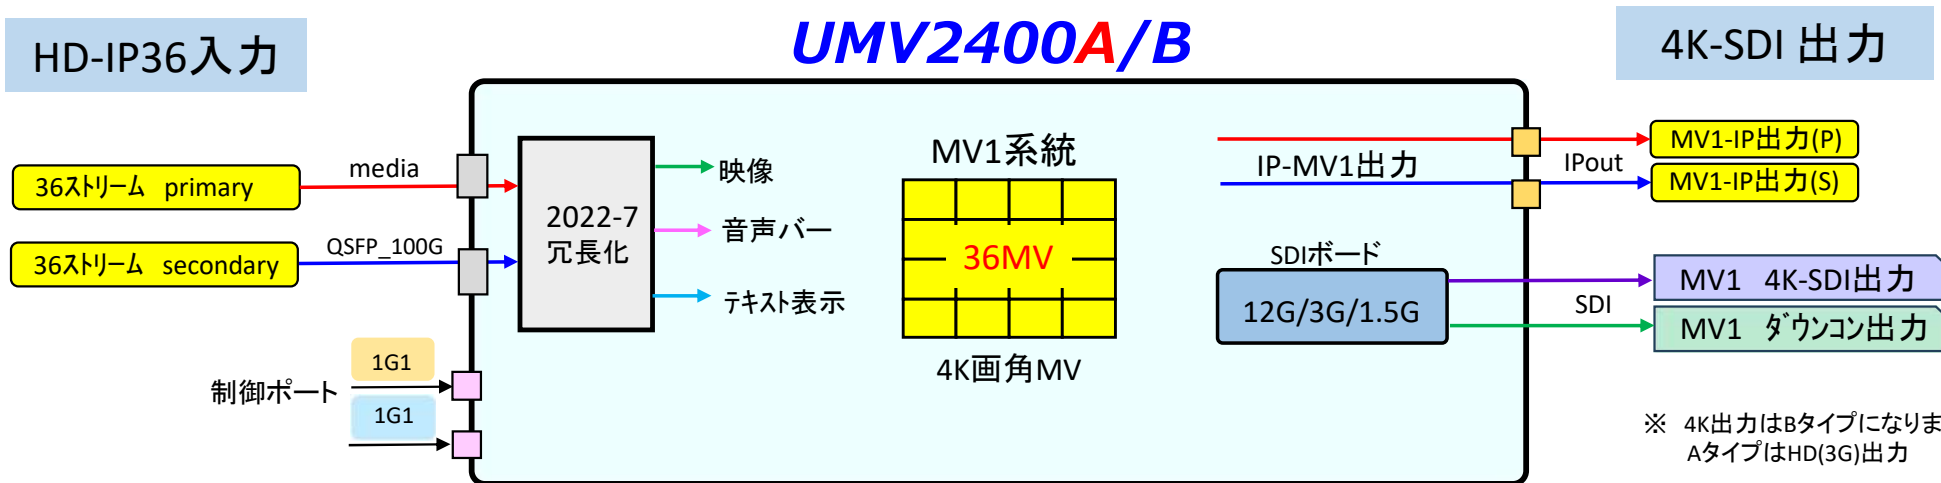 UMV2400A/B
HD-IP36入力
4K-SDI 出力
36ストリーム primary
media
36ストリーム secondary
QSFP_100G
2022-7
冗長化
映像
音声バー
テキスト表示
MV1系統
36MV
4K画角MV
IP-MV1出力
IPout
MV1-IP出力(P)
MV1-IP出力(S)
SDIボード
12G/3G/1.5G
SDI
MV1 4K-SDI出力
MV1 ダウンコン出力
制御ポート
1G1
1G1
※ 4K出力はBタイプになりま
AタイプはHD(3G)出力